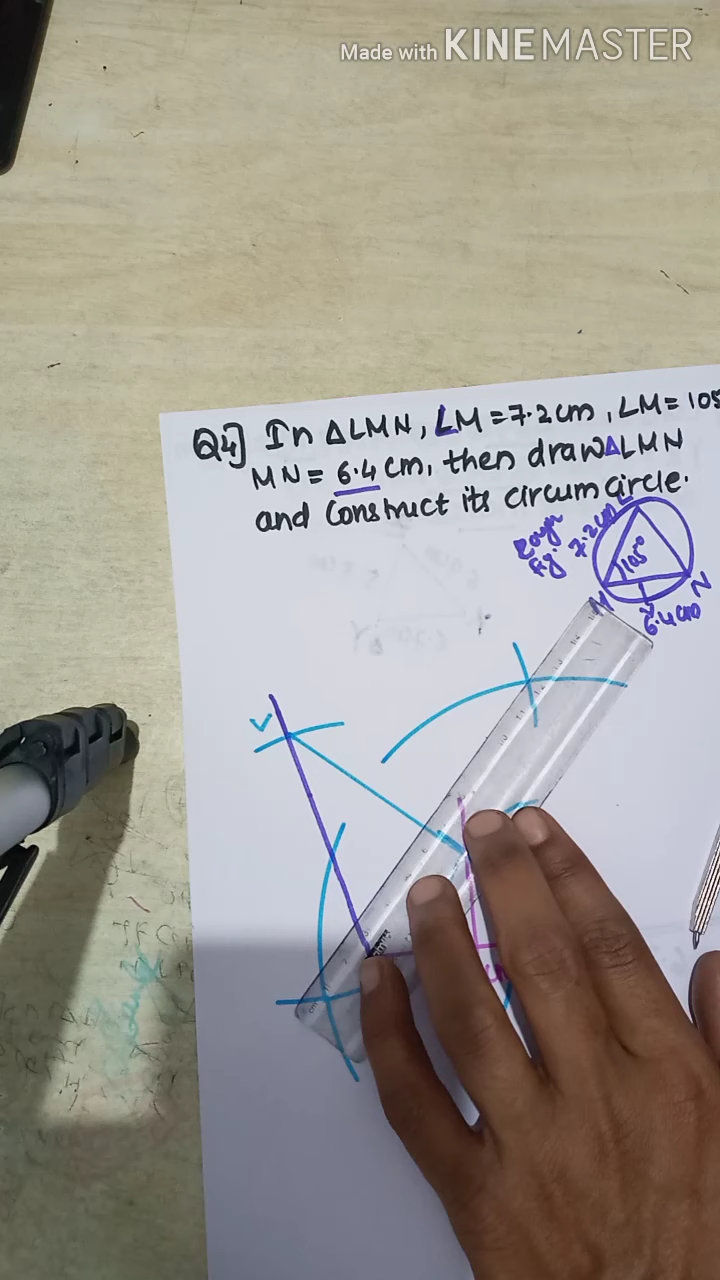 Made with KINEMASTER
Q4] In ΔLMN, LM = 7.2 cm, ∠M = 105
MN = 6.4 cm, then draw ΔLMN
and Construct its circumcircle.
Rough
fig.
7.2cm
L
105°
M
N
6.4cm